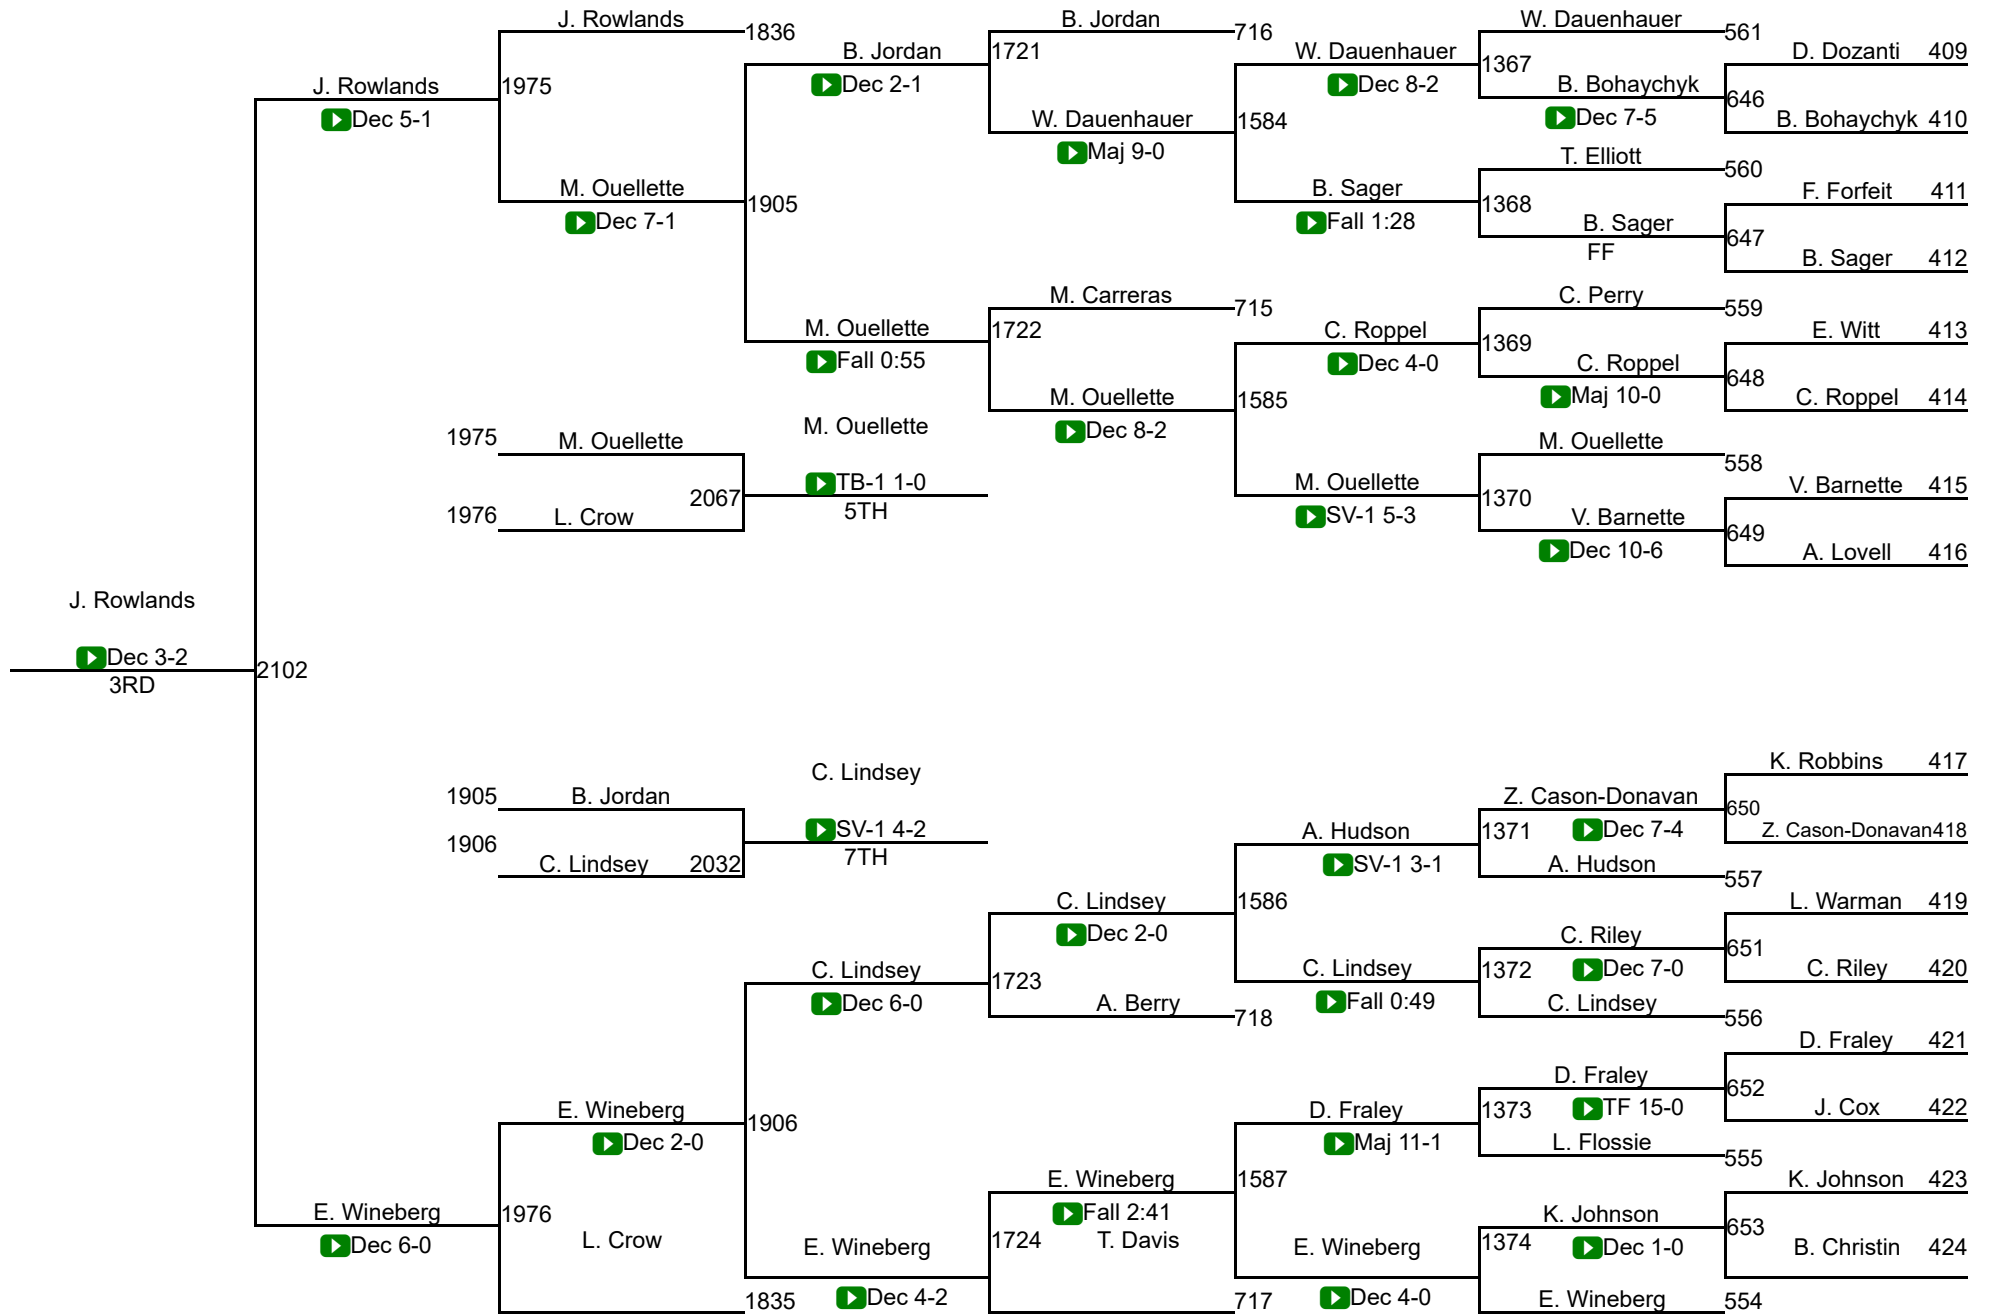 J. Rowlands
1836
B. Jordan
716
W. Dauenhauer
561
B. Jordan
Dec 2-1
1721
W. Dauenhauer
Dec 8-2
1367
D. Dozanti 409
J. Rowlands
Dec 5-1
1975
B. Bohaychyk
Dec 7-5
646
W. Dauenhauer
Maj 9-0
1584
B. Bohaychyk 410
T. Elliott
560
M. Ouellette
Dec 7-1
1905
B. Sager
Fall 1:28
1368
F. Forfeit 411
B. Sager
FF
647
B. Sager 412
M. Carreras
715
C. Perry
559
M. Ouellette
Fall 0:55
1722
C. Roppel
Dec 4-0
1369
E. Witt 413
C. Roppel
Maj 10-0
648
M. Ouellette
Dec 8-2
1585
C. Roppel 414
1975 M. Ouellette
M. Ouellette
TB-1 1-0
5TH
2067
1976 L. Crow
M. Ouellette
558
M. Ouellette
SV-1 5-3
1370
V. Barnette 415
V. Barnette
Dec 10-6
649
A. Lovell 416
J. Rowlands
Dec 3-2
3RD
2102
K. Robbins 417
C. Lindsey
SV-1 4-2
7TH
1905 B. Jordan
1906
C. Lindsey 2032
Z. Cason-Donavan
Dec 7-4
650
Z. Cason-Donavan418
A. Hudson
SV-1 3-1
1371
A. Hudson
557
C. Lindsey
Dec 2-0
1586
L. Warman 419
C. Riley
Dec 7-0
651
C. Riley 420
C. Lindsey
Dec 6-0
1723
C. Lindsey
Fall 0:49
1372
A. Berry
718
C. Lindsey
556
D. Fraley 421
D. Fraley
TF 15-0
652
E. Wineberg
Dec 2-0
1906
D. Fraley
Maj 11-1
1373
J. Cox 422
L. Flossie
555
E. Wineberg
Fall 2:41
1587
K. Johnson 423
E. Wineberg
Dec 6-0
1976
L. Crow
1835
E. Wineberg
Dec 4-2
1724
T. Davis
717
E. Wineberg
Dec 4-0
1374
K. Johnson
Dec 1-0
653
B. Christin 424
E. Wineberg
554